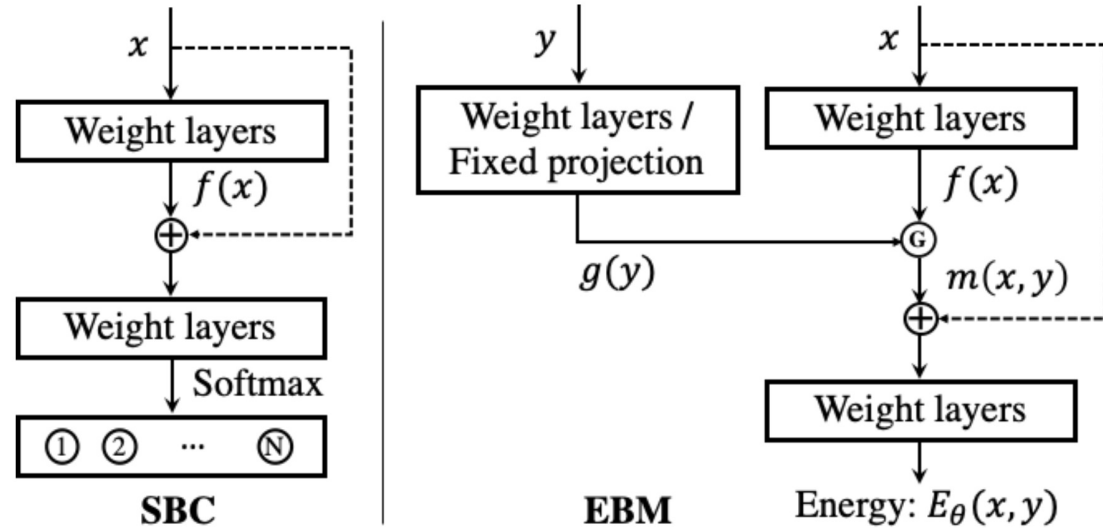 x
Weight layers
f(x)
+
Weight layers
Softmax
1 2 ... N
SBC
y
Weight layers /
Fixed projection
g(y)
x
Weight layers
f(x)
G
m(x, y)
+
Weight layers
Energy: E_θ(x, y)
EBM